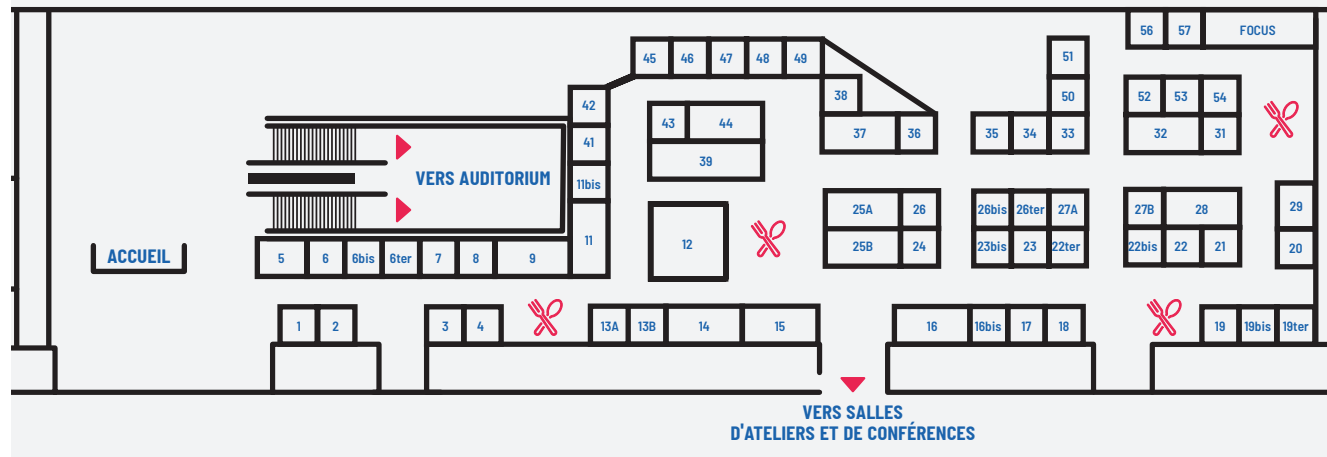 56 57 FOCUS
45 46 47 48 49 51
42 38 50 52 53 54
43 44 37 36 35 34 33 32 31
41
39
VERS AUDITORIUM
11bis
25A 26 26bis 26ter 27A 27B 28 29
11 12 25B 24 23bis 23 22ter 22bis 22 21 20
ACCUEIL 5 6 6bis 6ter 7 8 9
1 2 3 4 13A 13B 14 15 16 16bis 17 18 19 19bis 19ter
VERS SALLES
D'ATELIERS ET DE CONFÉRENCES